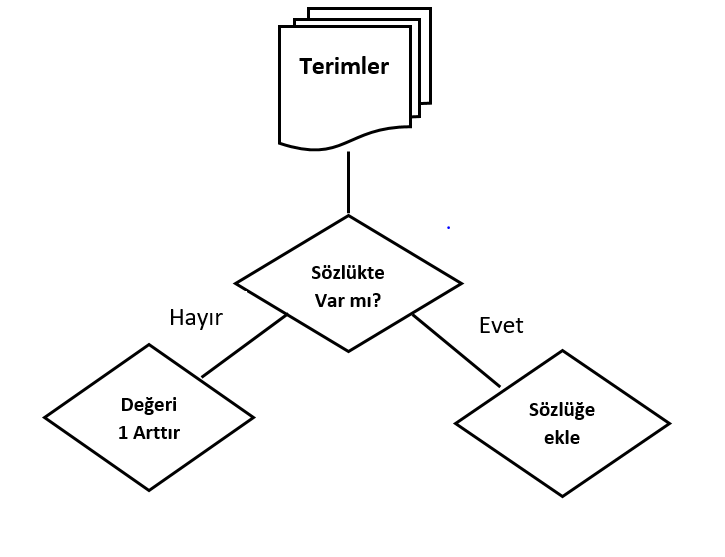 Terimler
Sözlükte
Var mı?
Hayır
Evet
Değeri
1 Arttır
Sözlüğe
ekle